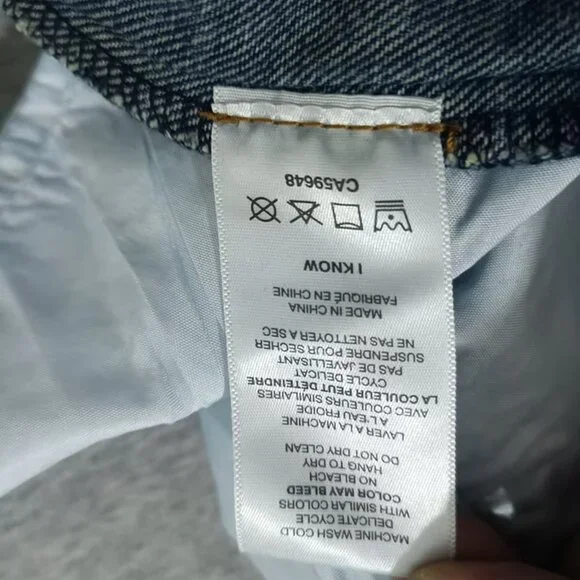 MACHINE WASH COLD
DELICATE CYCLE
WITH SIMILAR COLORS
COLOR MAY BLEED
NO BLEACH
HANG TO DRY
DO NOT DRY CLEAN
LAVER A LA MACHINE
A L'EAU FROIDE
AVEC COULEURS SIMILAIRES
LA COULEUR PEUT DÉTEINDRE
CYCLE DELICAT
PAS DE JAVELLISANT
SUSPENDRE POUR SECHER
NE PAS NETTOYER A SEC
MADE IN CHINA
FABRIQUÉ EN CHINE
I KNOW
CA59648